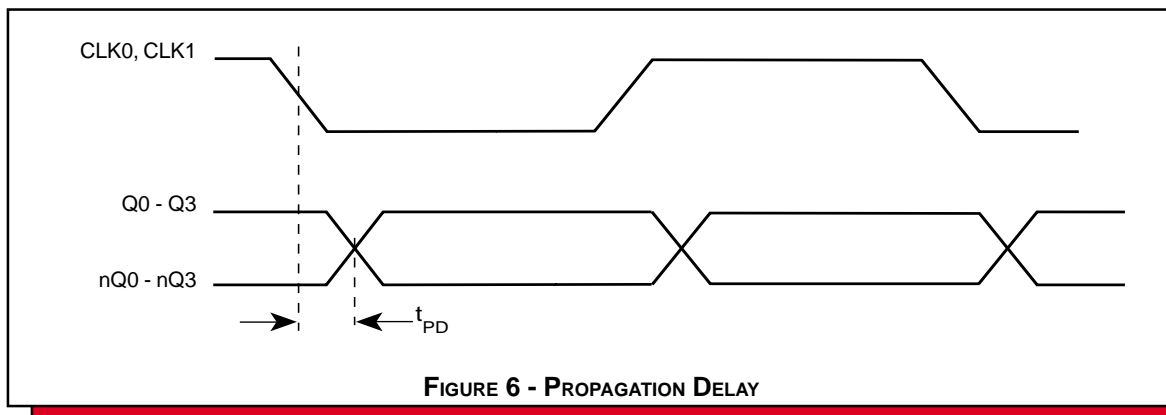 CLK0, CLK1
Q0 - Q3
nQ0 - nQ3
tPD
FIGURE 6 - PROPAGATION DELAY